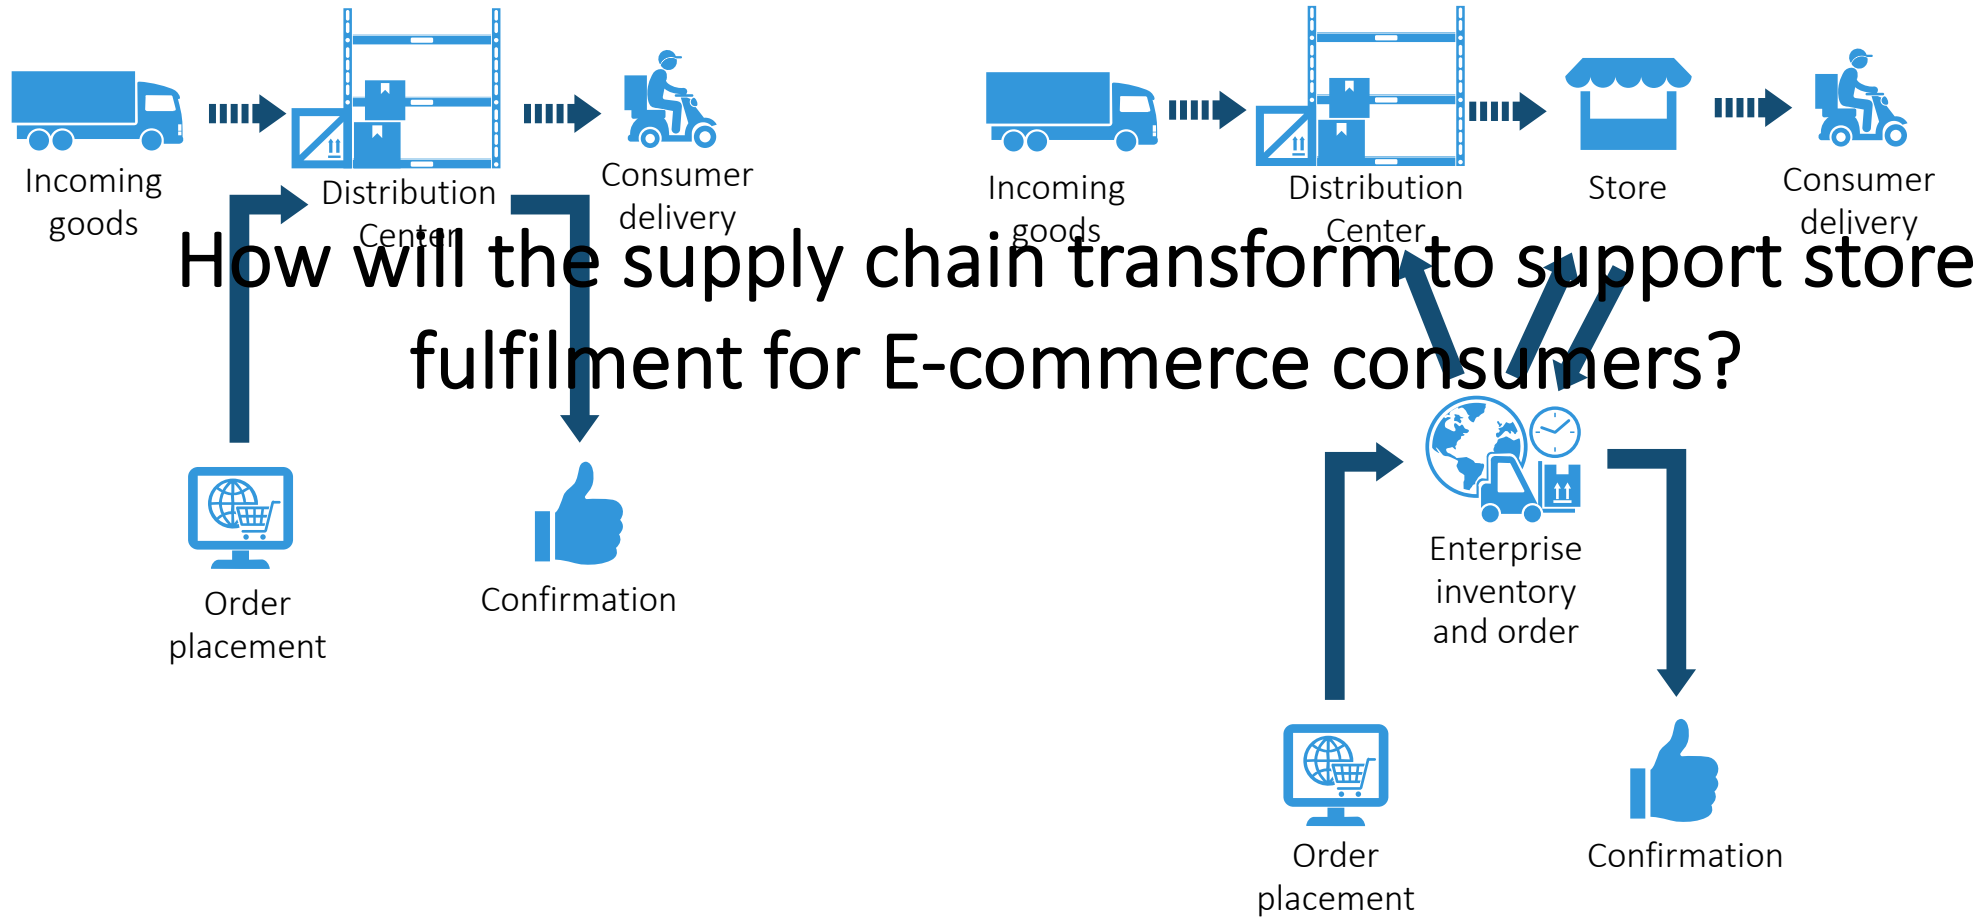 Incoming
goods
Distribution
Center
Consumer
delivery
Incoming
goods
Distribution
Center
Store
Consumer
delivery
How will the supply chain transform to support store
fulfilment for E-commerce consumers?
Order
placement
Confirmation
Enterprise
inventory
and order
Order
placement
Confirmation